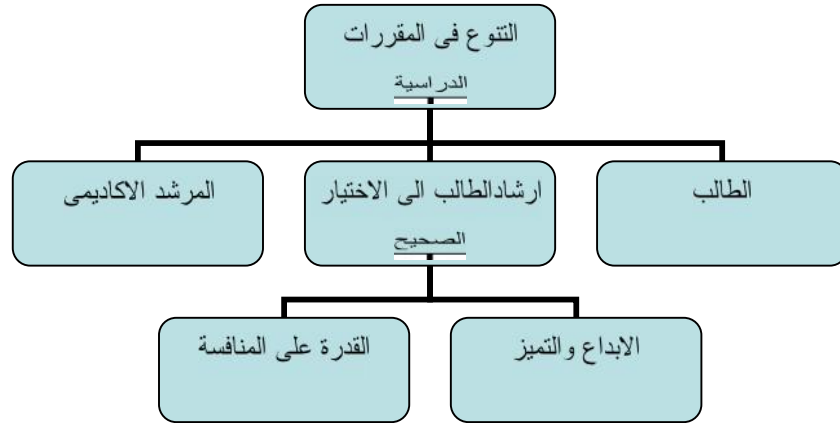 التنوع فى المقررات
الدراسية
الطالب
ارشادالطالب الى الاختيار
الصحيح
المرشد الاكاديمى
الابداع والتميز
القدرة على المنافسة